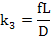 k₃ = fL/D